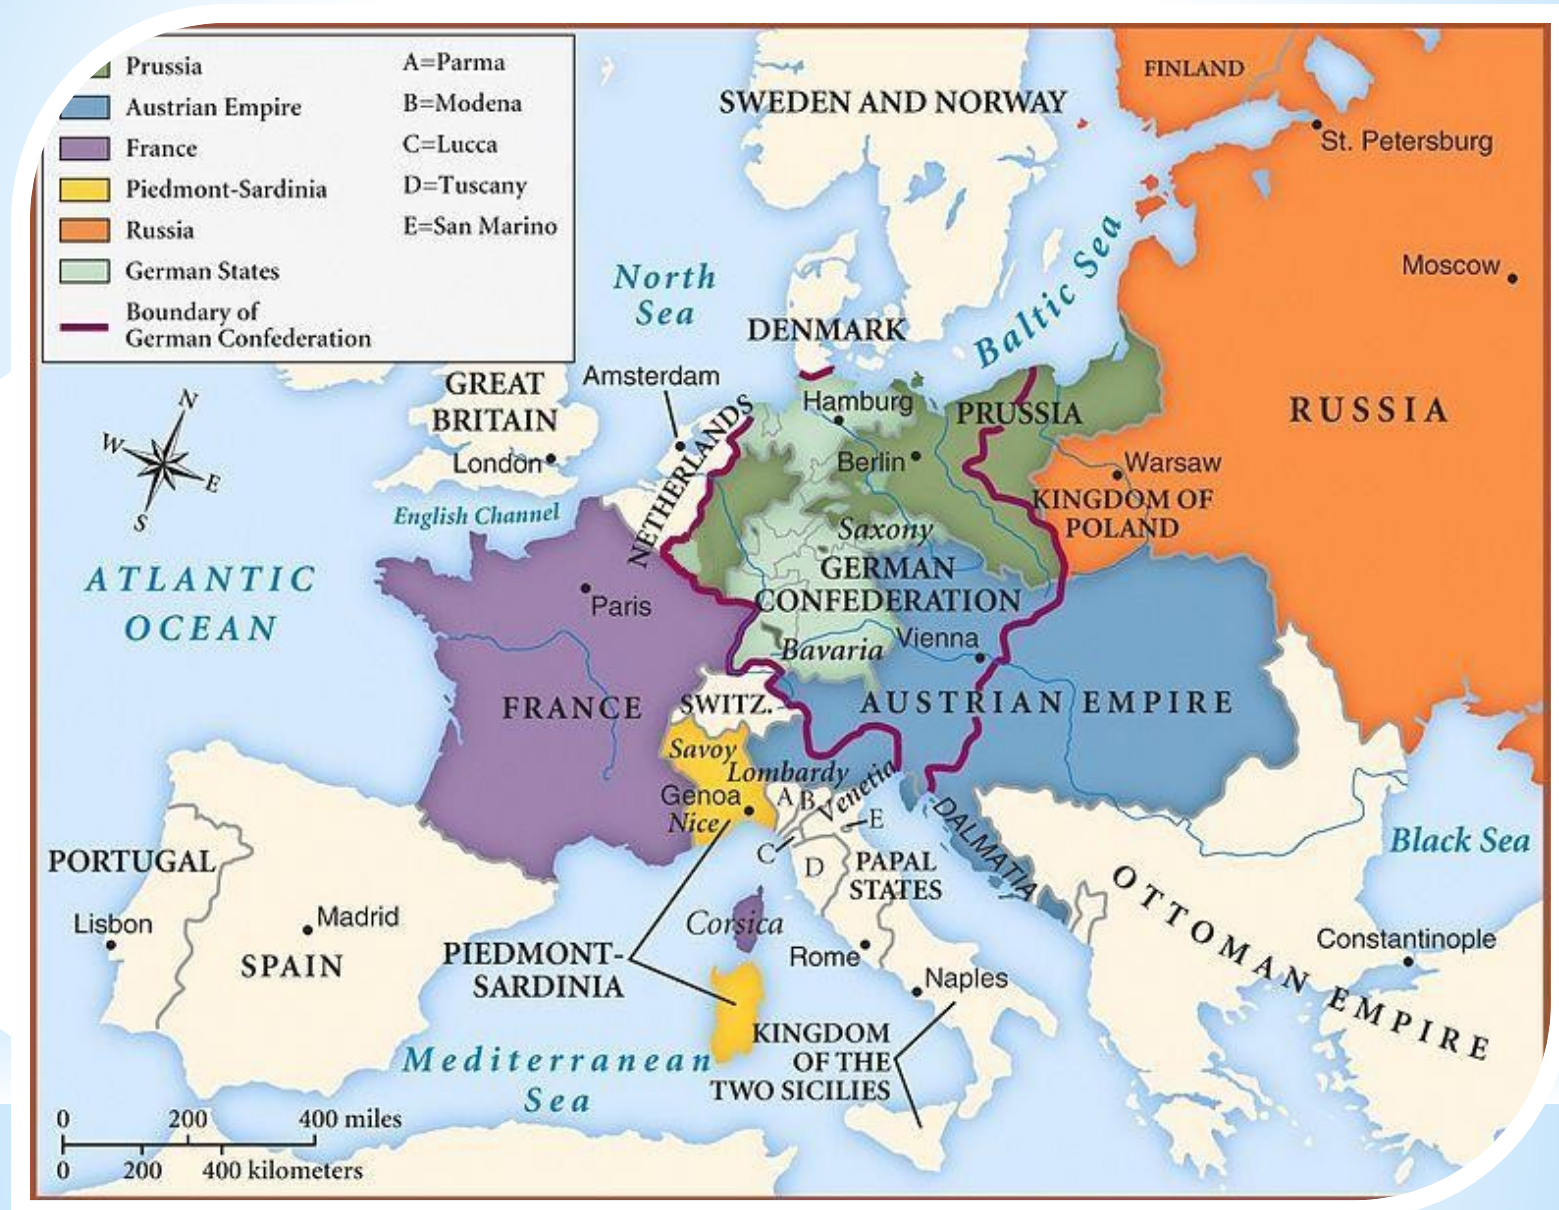 Prussia
Austrian Empire
France
Piedmont-Sardinia
Russia
German States
Boundary of
German Confederation
A=Parma
B=Modena
C=Lucca
D=Tuscany
E=San Marino
FINLAND
SWEDEN AND NORWAY
St. Petersburg
Moscow
North
Sea
Baltic Sea
DENMARK
GREAT
BRITAIN
Amsterdam
Hamburg
PRUSSIA
RUSSIA
N
W
E
S
London
NETHERLANDS
Berlin
Warsaw
KINGDOM OF
POLAND
English Channel
Saxony
ATLANTIC
OCEAN
GERMAN
CONFEDERATION
Paris
Bavaria
Vienna
FRANCE
SWITZ.
AUSTRIAN EMPIRE
Savoy
Lombardy
Venetia
Genoa
Nice
A
B
E
C
D
DALMATIA
Black Sea
PORTUGAL
PAPAL
STATES
OTTOMAN EMPIRE
Lisbon
Madrid
SPAIN
Corsica
PIEDMONT-
SARDINIA
Rome
Naples
Constantinople
KINGDOM
OF THE
TWO SICILIES
Mediterranean
Sea
0 200 400 miles
0 200 400 kilometers